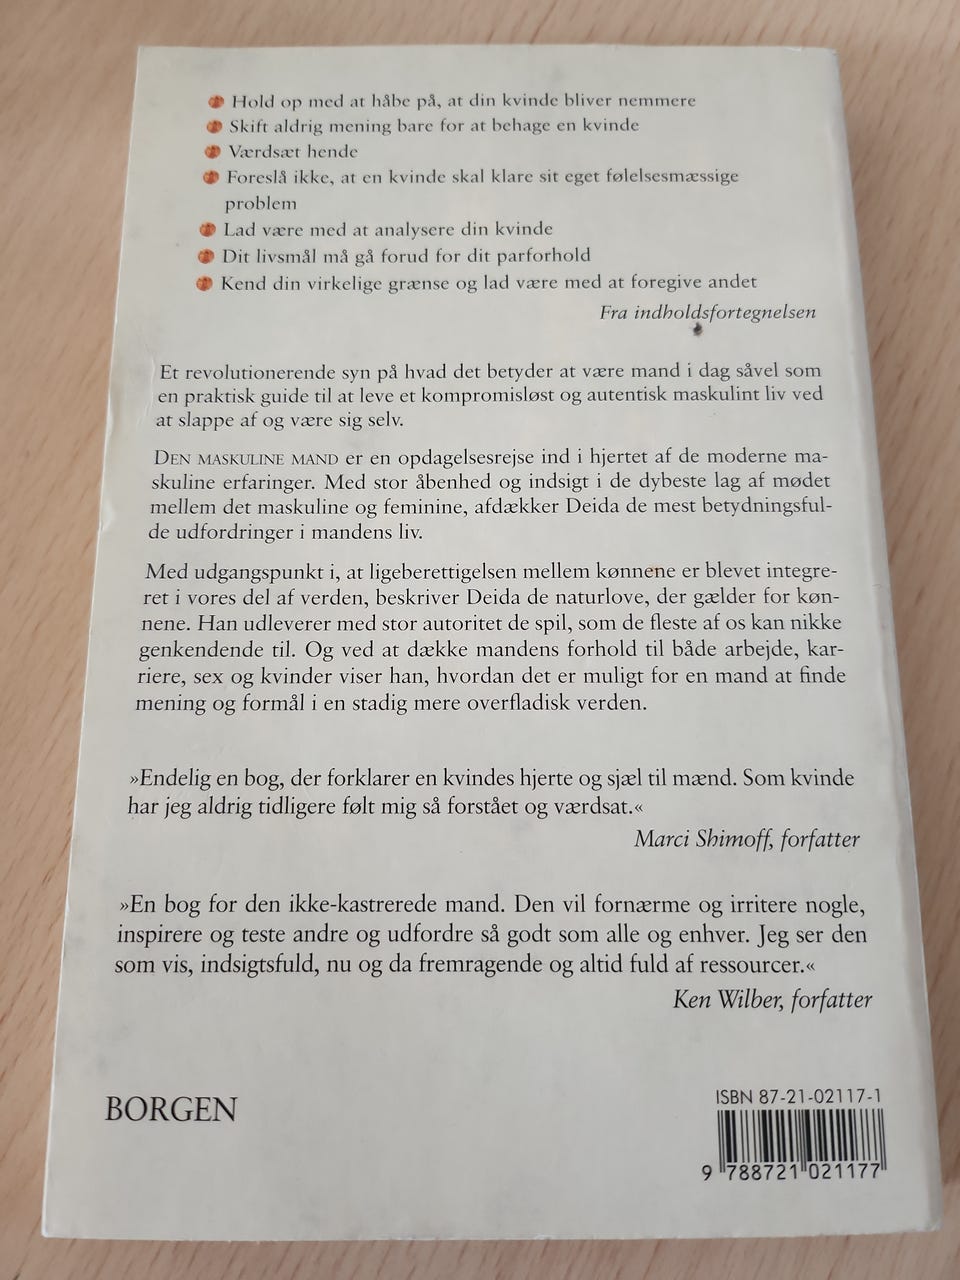 Hold op med at håbe på, at din kvinde bliver nemmere
Skift aldrig mening bare for at behage en kvinde
Værdsæt hende
Foreslå ikke, at en kvinde skal klare sit eget følelsesmæssige
problem
Lad være med at analysere din kvinde
Dit livsmål må gå forud for dit parforhold
Kend din virkelige grænse og lad være med at foregive andet
Fra indholdsfortegnelsen
Et revolutionerende syn på hvad det betyder at være mand i dag såvel som
en praktisk guide til at leve et kompromisløst og autentisk maskulint liv ved
at slappe af og være sig selv.
DEN MASKULINE MAND er en opdagelsesrejse ind i hjertet af de moderne ma-
skuline erfaringer. Med stor åbenhed og indsigt i de dybeste lag af mødet
mellem det maskuline og feminine, afdækker Deida de mest betydningsful-
de udfordringer i mandens liv.
Med udgangspunkt i, at ligeberettigelsen mellem kønnene er blevet integre-
ret i vores del af verden, beskriver Deida de naturlove, der gælder for køn-
nene. Han udleverer med stor autoritet de spil, som de fleste af os kan nikke
genkendende til. Og ved at dække mandens forhold til både arbejde, kar-
riere, sex og kvinder viser han, hvordan det er muligt for en mand at finde
mening og formål i en stadig mere overfladisk verden.
»Endelig en bog, der forklarer en kvindes hjerte og sjæl til mænd. Som kvinde
har jeg aldrig tidligere følt mig så forstået og værdsat.«
Marci Shimoff, forfatter
»En bog for den ikke-kastrerede mand. Den vil fornærme og irritere nogle,
inspirere og teste andre og udfordre så godt som alle og enhver. Jeg ser den
som vis, indsigtsfuld, nu og da fremragende og altid fuld af ressourcer.«
Ken Wilber, forfatter
BORGEN
ISBN 87-21-02117-1
9 788721 021177